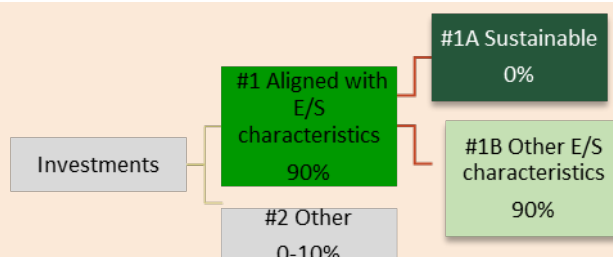 Investments
#1 Aligned with
E/S
characteristics
90%
#2 Other
0-10%
#1A Sustainable
0%
#1B Other E/S
characteristics
90%